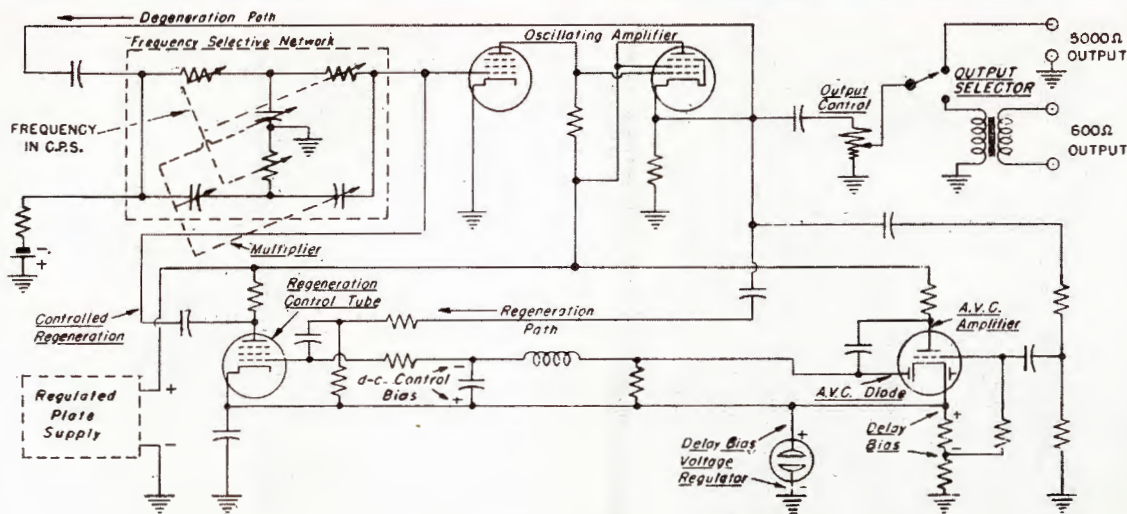 Degeneration Path
Frequency Selective Network
Oscillating Amplifier
5000Ω
OUTPUT
OUTPUT
SELECTOR
Output
Control
600Ω
OUTPUT
FREQUENCY
IN C.P.S.
-
+
Multiplier
Regeneration
Control Tube
Controlled
Regeneration
Regeneration
Path
A.V.C.
Amplifier
d-c. Control
Bias
-
+
A.V.C. Diode
Regulated
Plate
Supply
+
-
Delay Bias
Voltage
Regulator
+
-
Delay
Bias
+
-